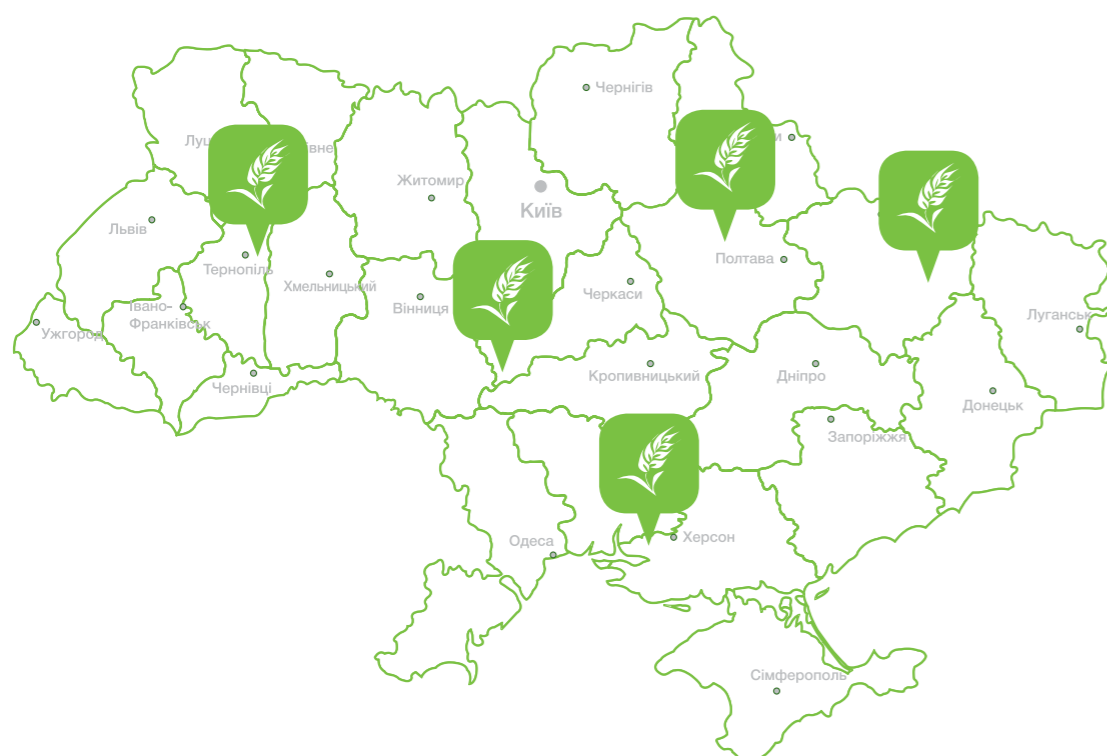 Чернігів
Житомир
Київ
Львів
Тернопіль
Хмельницький
Вінниця
Черкаси
Полтава
Івано-
Франківськ
Ужгород
Луганськ
Чернівці
Кропивницький
Дніпро
Донецьк
Запоріжжя
Одеса
Херсон
Сімферополь